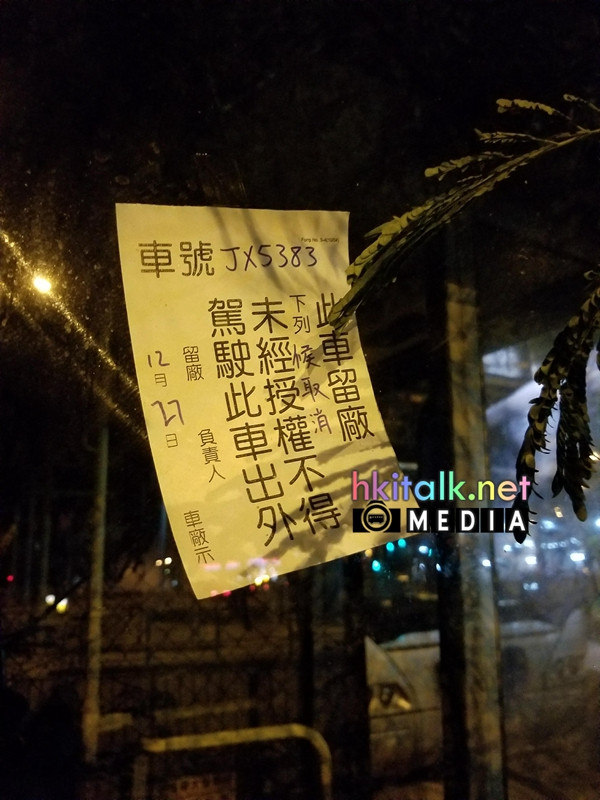 車號 JX5383
此車留廠
下列候取消
未經授權不得
駕駛此車出外
留廠 負責人 車廠示
12月27日
hkitalk.net
MEDIA